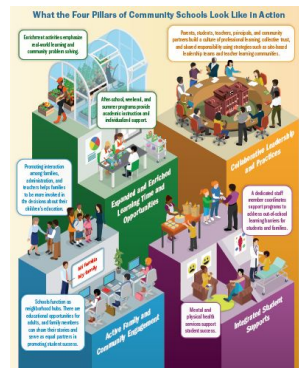 What the Four Pillars of Community Schools Look Like in Action
Enrichment activities emphasize
real-world learning and
community problem solving.
Parents, students, teachers, principals, and community
partners build a culture of professional learning, collective trust,
and shared responsibility using strategies such as site-based
leadership teams and teacher learning communities.
After-school, weekend, and
summer programs provide
academic instruction and
individualized support.
Expanded and Enriched
Learning Time and
Opportunities
Collaborative Leadership
and Practices
Promoting interaction
among families,
administration, and
teachers helps families
to be more involved in
the decisions about their
children's education.
A dedicated staff
member coordinates
support programs to
address out-of-school
learning barriers for
students and families.
Schools function as
neighborhood hubs. There are
educational opportunities for
adults, and family members
can share their stories and
serve as equal partners in
promoting student success.
Active Family and
Community Engagement
Mental and
physical health
services support
student success.
Integrated Student
Supports